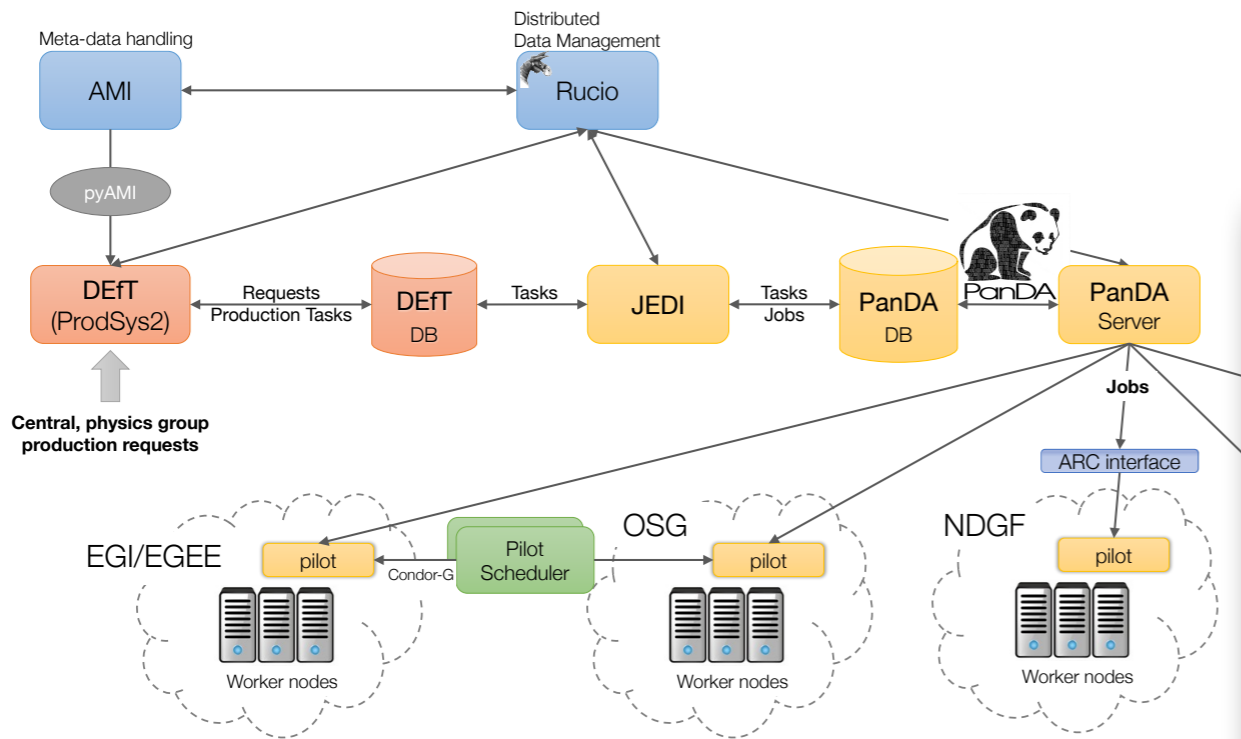 Meta-data handling
AMI
Distributed
Data Management
Rucio
pyAMI
DEfT
(ProdSys2)
Requests
Production Tasks
DEfT
DB
Tasks
JEDI
Tasks
Jobs
PanDA
DB
PanDA
PanDA
Server
Central, physics group
production requests
Jobs
ARC interface
EGI/EGEE
pilot
Condor-G
Pilot
Scheduler
OSG
pilot
NDGF
pilot
Worker nodes
Worker nodes
Worker nodes